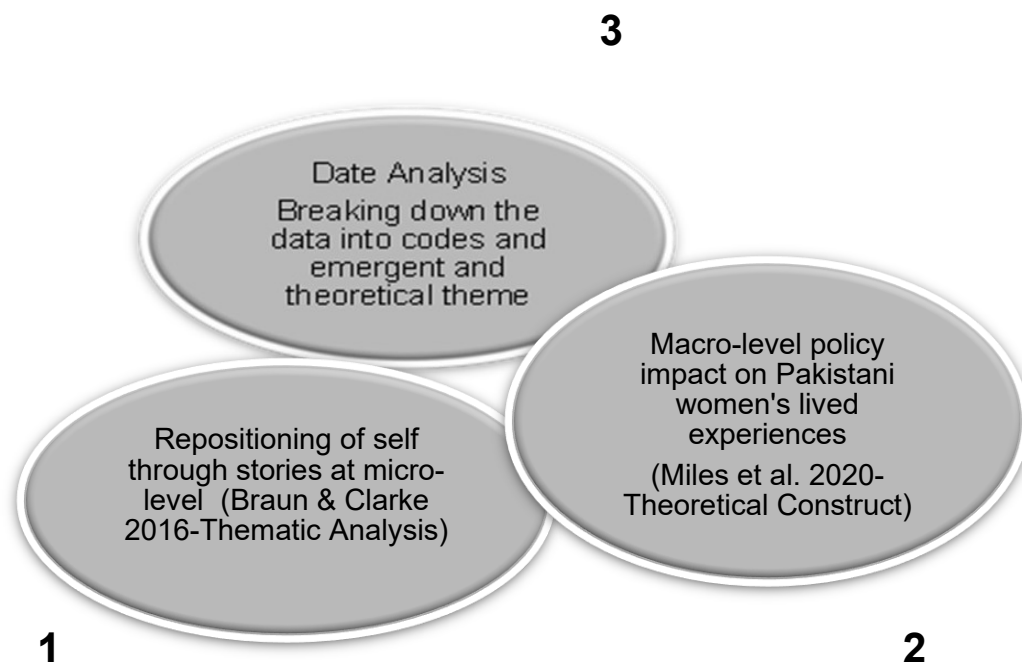 3
Date Analysis
Breaking down the
data into codes and
emergent and
theoretical theme
Macro-level policy
impact on Pakistani
women's lived
experiences
(Miles et al. 2020-
Theoretical Construct)
Repositioning of self
through stories at micro-
level (Braun & Clarke
2016-Thematic Analysis)
1
2